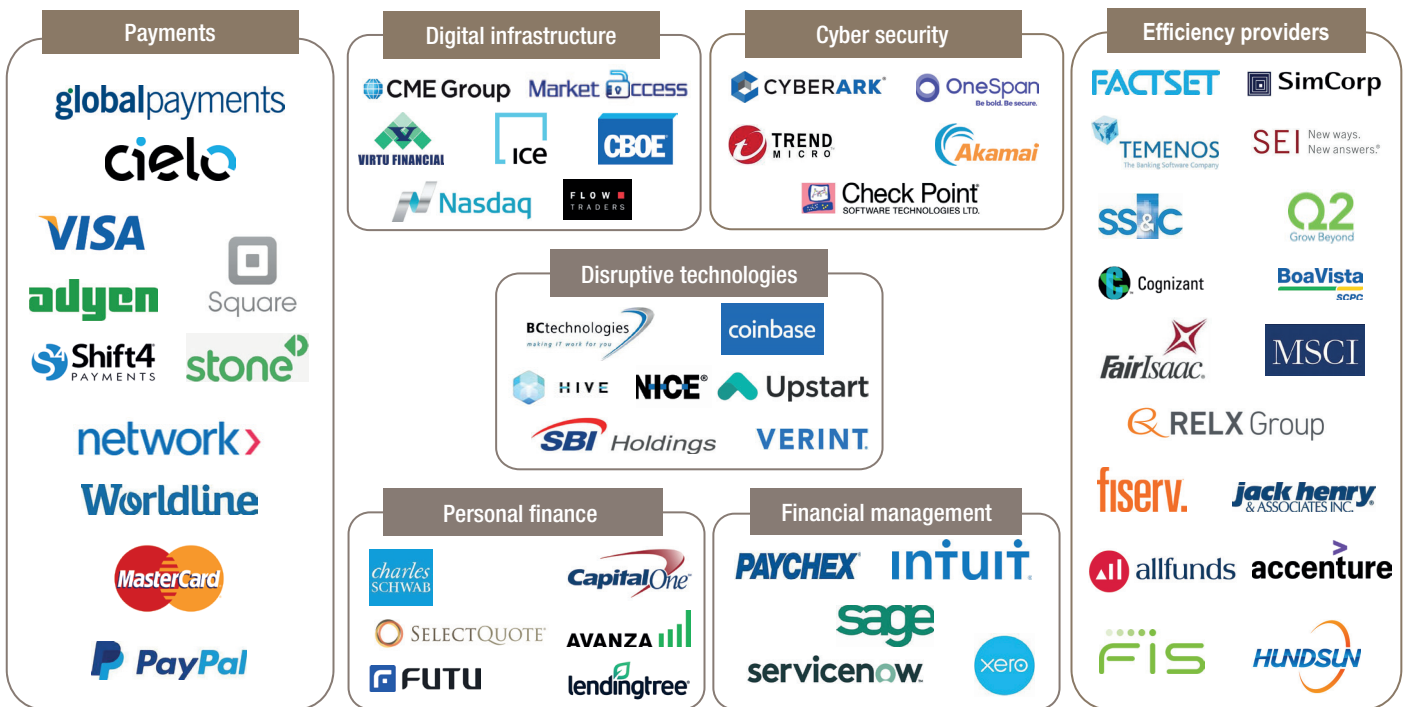 Payments
globalpayments
cielo
VISA
Square
adyen
S4 Shift4
PAYMENTS
stone
network
Worldline
MasterCard
PayPal
Digital infrastructure
CME Group
Market Access
VIRTU FINANCIAL
ICE
CBOE
Nasdaq
FLOW
TRADERS
Cyber security
CYBERARK®
OneSpan
Be bold. Be secure.
TREND
MICRO™
Akamai
Check Point®
SOFTWARE TECHNOLOGIES LTD.
Disruptive technologies
BCtechnologies
making IT work for you
coinbase
HIVE
NICE®
Upstart
SBI Holdings
VERINT.
Personal finance
charles
SCHWAB
CapitalOne
SELECTQUOTE
AVANZA
FUTU
lendingtree®
Financial management
PAYCHEX®
intuit.
sage
servicenow.
xero
Efficiency providers
FACTSET
SimCorp
TEMENOS
The Banking Software Company
SEI New ways.
New answers.®
SS&C
Q2
Grow Beyond
Cognizant
BoaVista
SCPC
FairIsaac®
MSCI
RELX Group
fiserv.
jack henry®
& ASSOCIATES INC.
allfunds
accenture
FIS
HUNDSUN